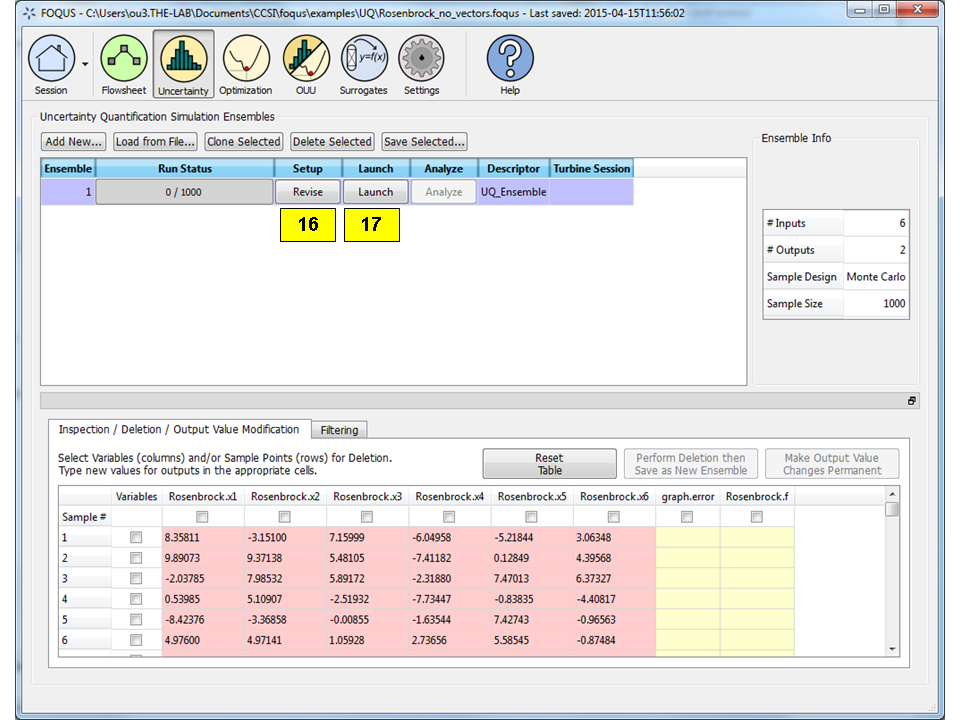 FOQUS - C:\Users\ou3.THE-LAB\Documents\CCSI\foqus\examples\UQ\Rosenbrock_no_vectors.foqus - Last saved: 2015-04-15T11:56:02
Session Flowsheet Uncertainty Optimization OUU Surrogates Settings Help
y=f(x)
Uncertainty Quantification Simulation Ensembles
Add New... Load from File... Clone Selected Delete Selected Save Selected...
Ensemble Run Status Setup Launch Analyze Descriptor Turbine Session
1 0 / 1000 Revise Launch Analyze UQ_Ensemble
16 17
Ensemble Info
# Inputs 6
# Outputs 2
Sample Design Monte Carlo
Sample Size 1000
Inspection / Deletion / Output Value Modification Filtering
Select Variables (columns) and/or Sample Points (rows) for Deletion.
Type new values for outputs in the appropriate cells.
Reset
Table
Perform Deletion then
Save as New Ensemble
Make Output Value
Changes Permanent
Variables Rosenbrock.x1 Rosenbrock.x2 Rosenbrock.x3 Rosenbrock.x4 Rosenbrock.x5 Rosenbrock.x6 graph.error Rosenbrock.f
Sample #
1 8.35811 -3.15100 7.15999 -6.04958 -5.21844 3.06348
2 9.89073 9.37138 5.48105 -7.41182 0.12849 4.39568
3 -2.03785 7.98532 5.89172 -2.31880 7.47013 6.37327
4 0.53985 5.10907 -2.51932 -7.73447 -0.83835 -4.40817
5 -8.42376 -3.36858 -0.00855 -1.63544 7.42743 -0.96563
6 4.97600 4.97141 1.05928 2.73656 5.58545 -0.87484